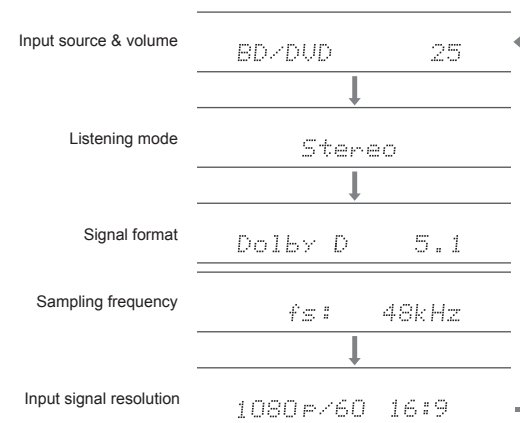 Input source & volume
BD/DVD 25
Listening mode
Stereo
Signal format
Dolby D 5.1
Sampling frequency
fs: 48kHz
Input signal resolution
1080p/60 16:9